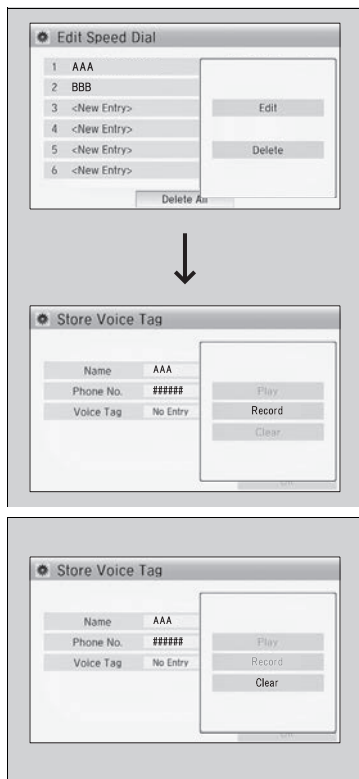 Edit Speed Dial
1 AAA
2 BBB
3 <New Entry>
4 <New Entry>
5 <New Entry>
6 <New Entry>
Edit
Delete
Delete All
Store Voice Tag
Name AAA
Phone No. ######
Voice Tag No Entry
Play
Record
Clear
Store Voice Tag
Name AAA
Phone No. ######
Voice Tag No Entry
Play
Record
Clear